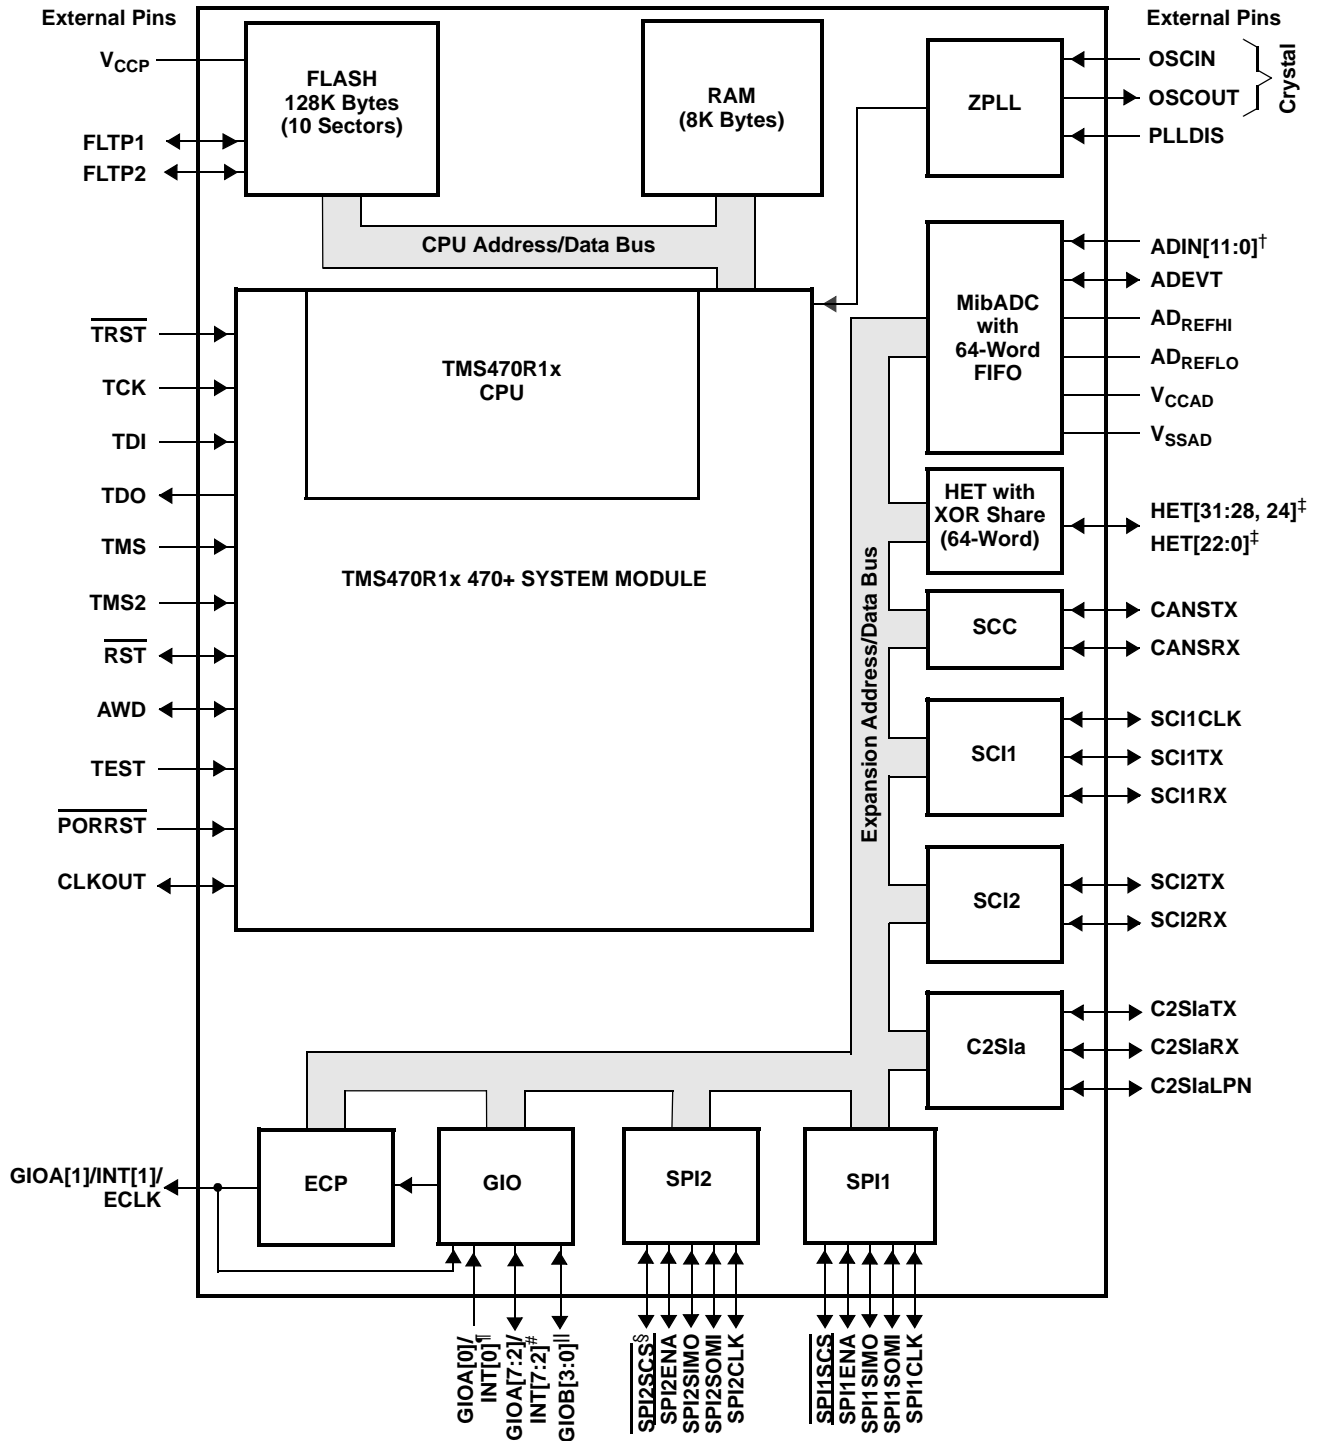 External Pins
External Pins
VCCP
FLTP1
FLTP2
FLASH
128K Bytes
(10 Sectors)
RAM
(8K Bytes)
ZPLL
OSCIN
OSCOUT
Crystal
PLLDIS
CPU Address/Data Bus
MibADC
with
64-Word
FIFO
ADIN[11:0]†
ADEVT
ADREFHI
ADREFLO
VCCAD
VSSAD
TRST
TCK
TDI
TDO
TMS
TMS2
RST
AWD
TEST
PORRST
CLKOUT
TMS470R1x
CPU
TMS470R1x 470+ SYSTEM MODULE
Expansion Address/Data Bus
HET with
XOR Share
(64-Word)
HET[31:28, 24]‡
HET[22:0]‡
SCC
CANSTX
CANSRX
SCI1
SCI1CLK
SCI1TX
SCI1RX
SCI2
SCI2TX
SCI2RX
C2SIa
C2SIaTX
C2SIaRX
C2SIaLPN
GIOA[1]/INT[1]/
ECLK
ECP
GIO
SPI2
SPI1
GIOA[0]/
INT[0]¶
GIOA[7:2]/
INT[7:2]#
GIOB[3:0]||
SPI2SCS§
SPI2ENA
SPI2SIMO
SPI2SOMI
SPI2CLK
SPI1SCS
SPI1ENA
SPI1SIMO
SPI1SOMI
SPI1CLK